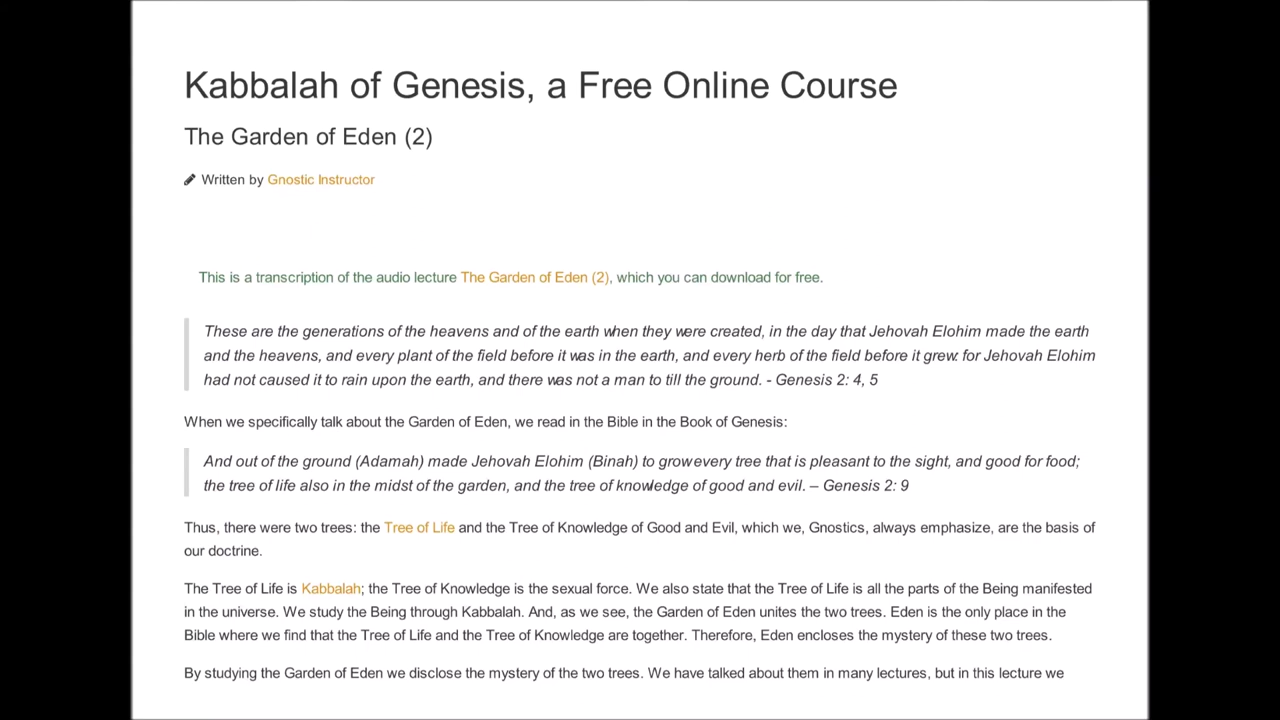 Kabbalah of Genesis, a Free Online Course
The Garden of Eden (2)
Written by Gnostic Instructor
This is a transcription of the audio lecture The Garden of Eden (2), which you can download for free.
These are the generations of the heavens and of the earth when they were created, in the day that Jehovah Elohim made the earth
and the heavens, and every plant of the field before it was in the earth, and every herb of the field before it grew: for Jehovah Elohim
had not caused it to rain upon the earth, and there was not a man to till the ground. - Genesis 2: 4, 5
When we specifically talk about the Garden of Eden, we read in the Bible in the Book of Genesis:
And out of the ground (Adamah) made Jehovah Elohim (Binah) to grow every tree that is pleasant to the sight, and good for food;
the tree of life also in the midst of the garden, and the tree of knowledge of good and evil. – Genesis 2: 9
Thus, there were two trees: the Tree of Life and the Tree of Knowledge of Good and Evil, which we, Gnostics, always emphasize, are the basis of
our doctrine.
The Tree of Life is Kabbalah; the Tree of Knowledge is the sexual force. We also state that the Tree of Life is all the parts of the Being manifested
in the universe. We study the Being through Kabbalah. And, as we see, the Garden of Eden unites the two trees. Eden is the only place in the
Bible where we find that the Tree of Life and the Tree of Knowledge are together. Therefore, Eden encloses the mystery of these two trees.
By studying the Garden of Eden we disclose the mystery of the two trees. We have talked about them in many lectures, but in this lecture we